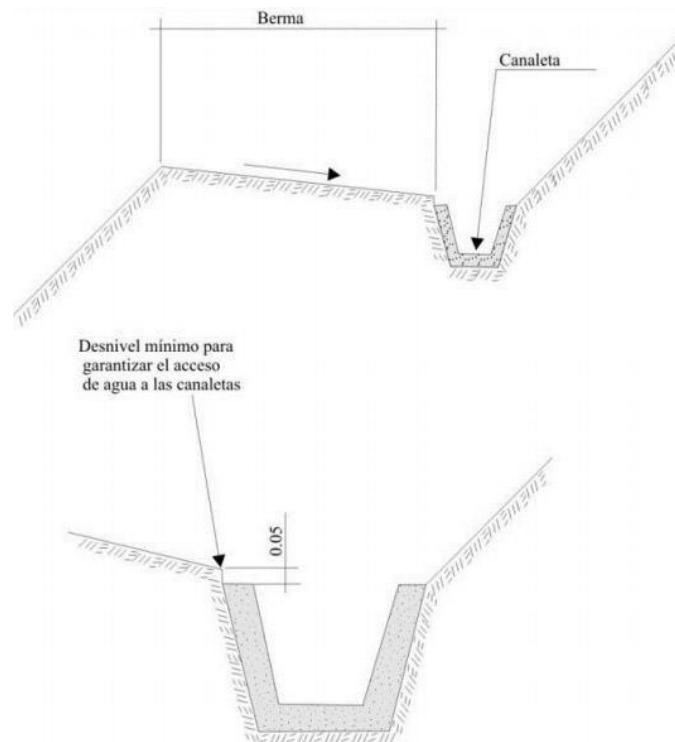 Berma
Canaleta
Desnivel mínimo para
garantizar el acceso
de agua a las canaletas
0.05